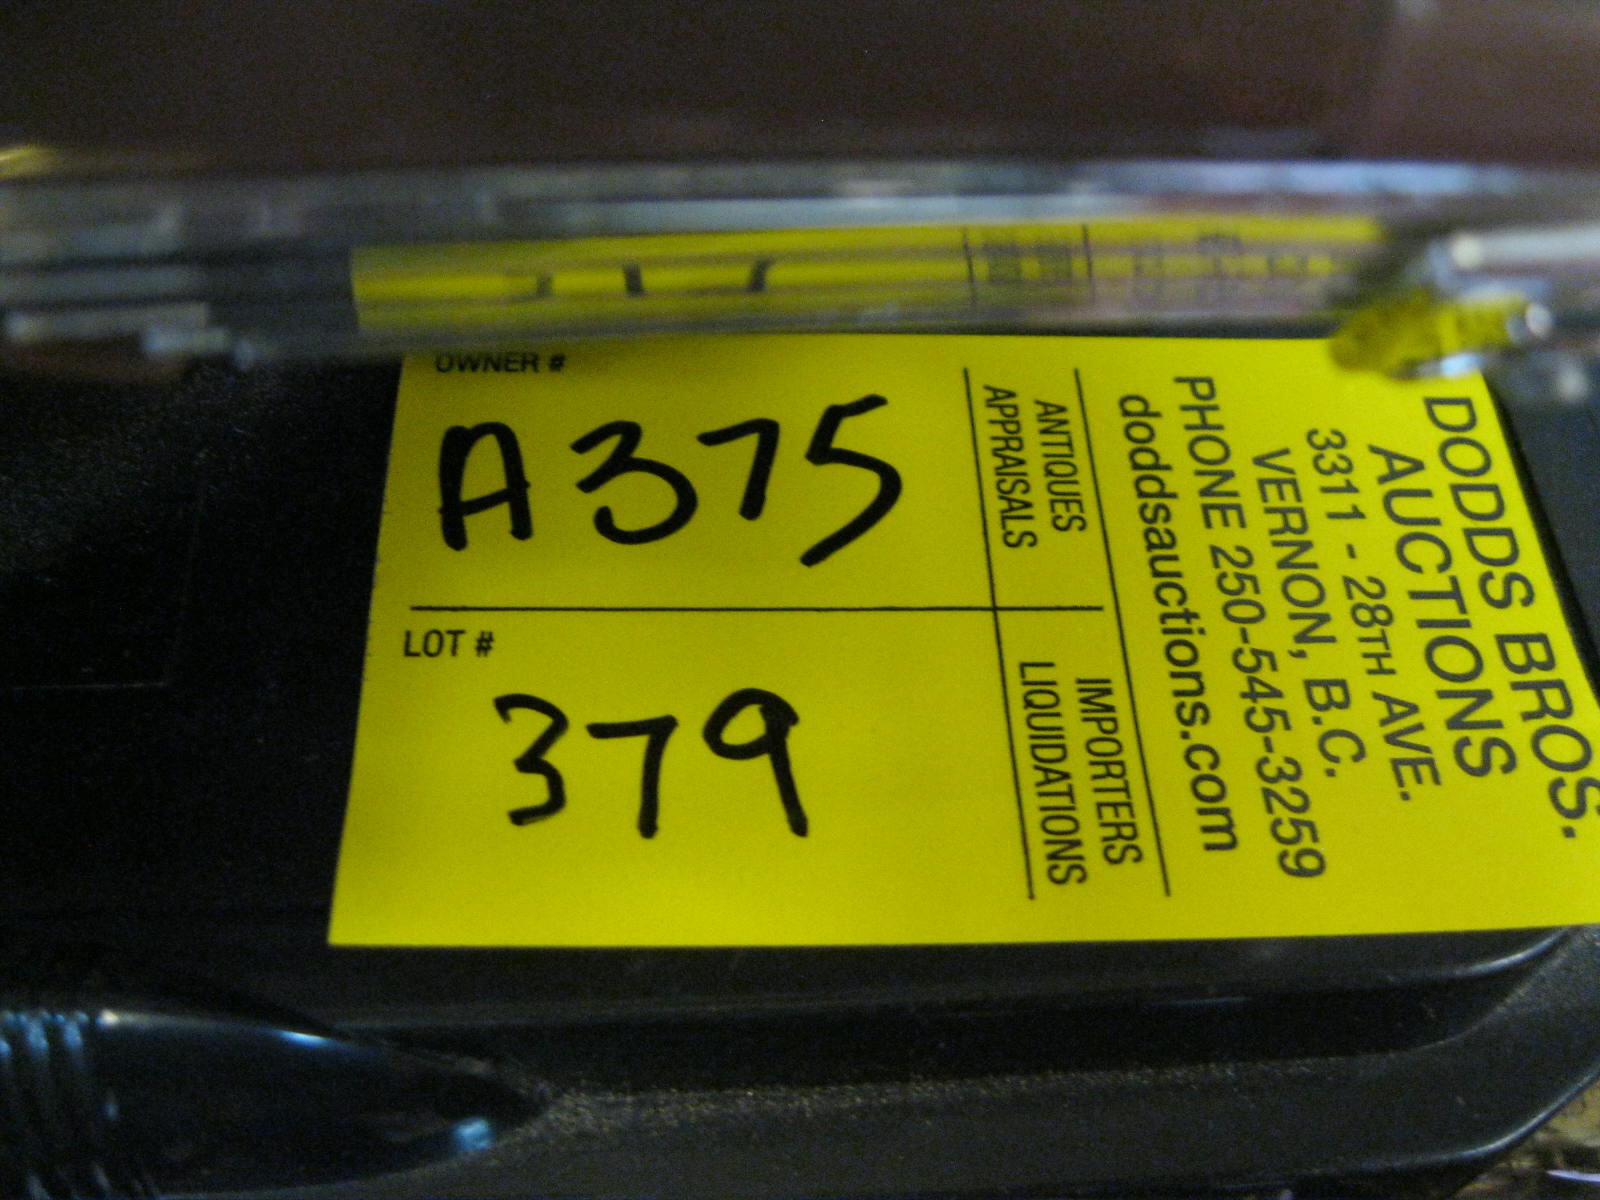 OWNER #
A375
LOT #
379
ANTIQUES
APPRAISALS
IMPORTERS
LIQUIDATIONS
DODDS BROS.
AUCTIONS
3311 - 28TH AVE.
VERNON, B.C.
PHONE 250-545-3259
doddsauctions.com